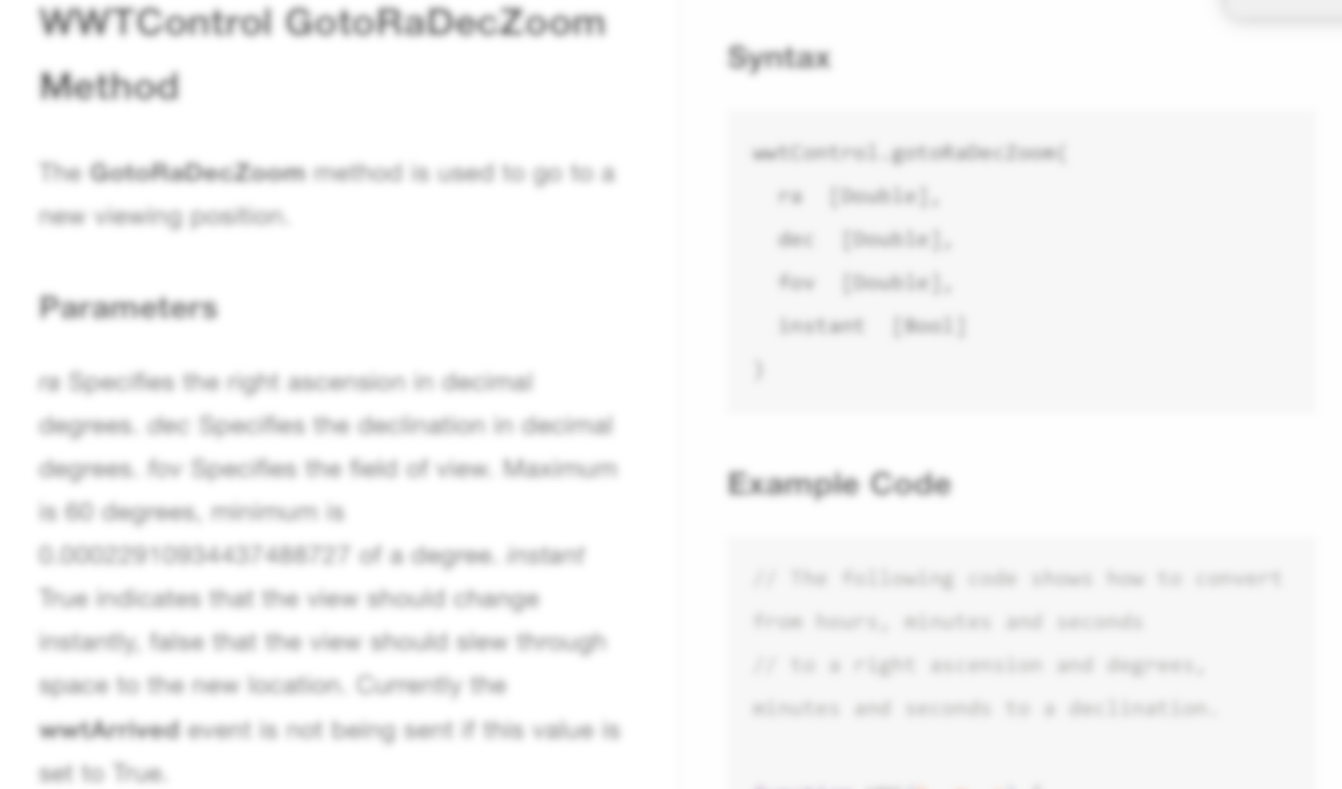 WWTControl GotoRaDecZoom
Method
The GotoRaDecZoom method is used to go to a
new viewing position.
Parameters
ra Specifies the right ascension in decimal
degrees. dec Specifies the declination in decimal
degrees. fov Specifies the field of view. Maximum
is 60 degrees, minimum is
0.00022910934437488727 of a degree. instant
True indicates that the view should change
instantly, false that the view should slew through
space to the new location. Currently the
wwtArrived event is not being sent if this value is
set to True.
Syntax
wwtControl.gotoRaDecZoom(
ra [Double],
dec [Double],
fov [Double],
instant [Bool]
)
Example Code
// The following code shows how to convert
from hours, minutes and seconds
// to a right ascension and degrees,
minutes and seconds to a declination.